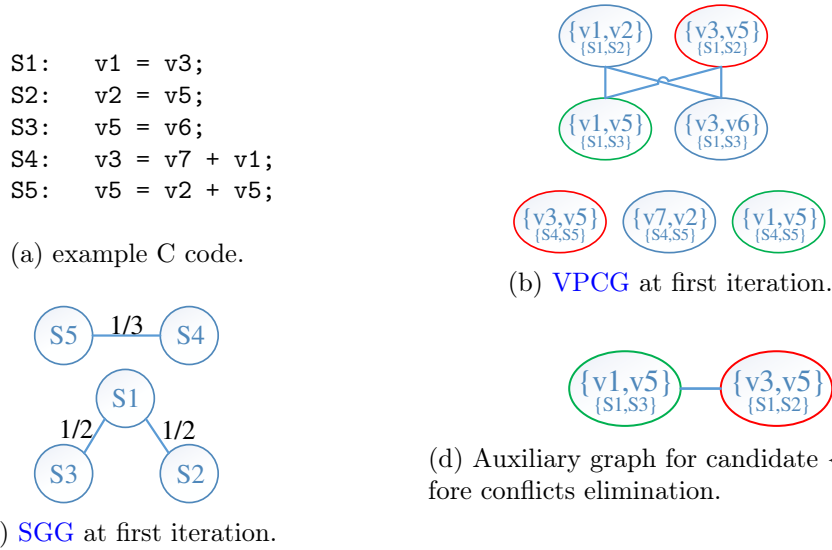 S1: v1 = v3;
S2: v2 = v5;
S3: v5 = v6;
S4: v3 = v7 + v1;
S5: v5 = v2 + v5;
(a) example C code.
{v1,v2}
{S1,S2}
{v3,v5}
{S1,S2}
{v1,v5}
{S1,S3}
{v3,v6}
{S1,S3}
{v3,v5}
{S4,S5}
{v7,v2}
{S4,S5}
{v1,v5}
{S4,S5}
(b) VPCG at first iteration.
S5
1/3
S4
S1
1/2
1/2
S3
S2
) SGG at first iteration.
{v1,v5}
{S1,S3}
{v3,v5}
{S1,S2}
(d) Auxiliary graph for candidate
fore conflicts elimination.